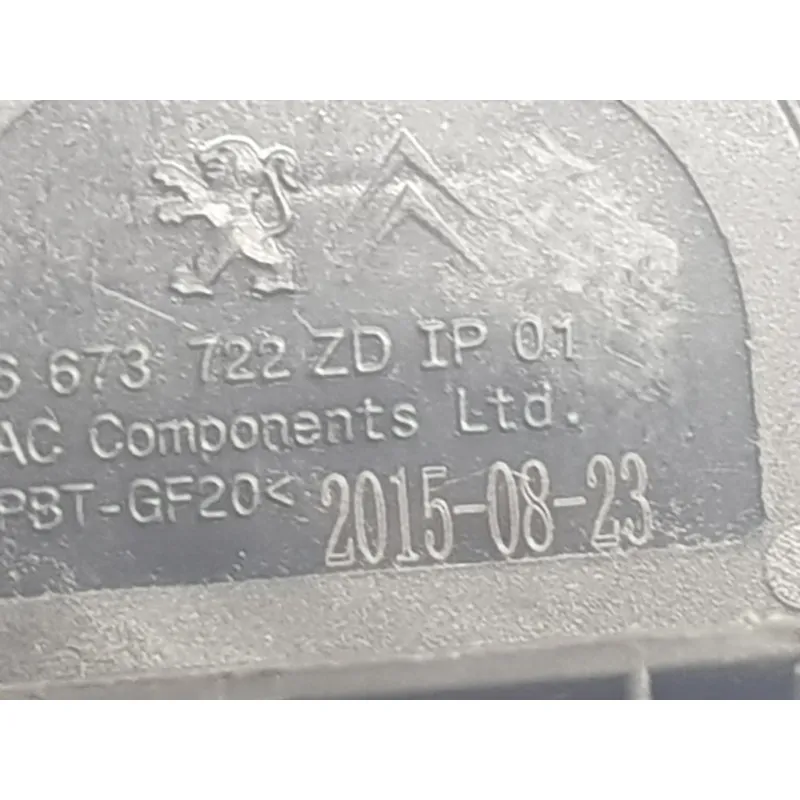 6 673 722 ZD IP 01
AC Components Ltd.
PBT-GF20<
2015-08-23